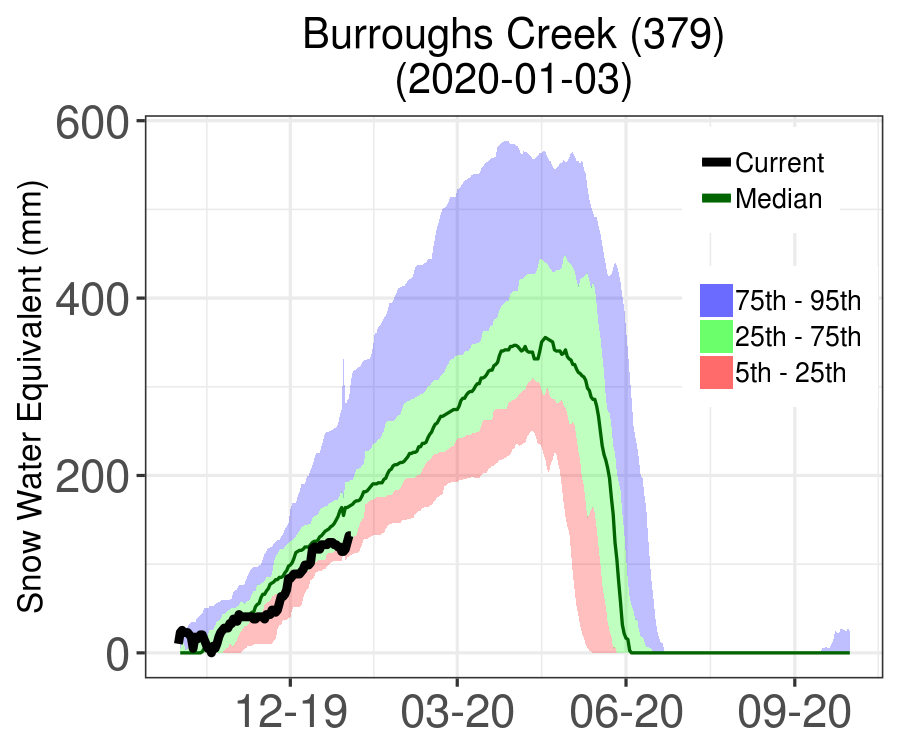 Burroughs Creek (379)
(2020-01-03)
Snow Water Equivalent (mm)
600
400
200
0
Current
Median
75th - 95th
25th - 75th
5th - 25th
12-19 03-20 06-20 09-20